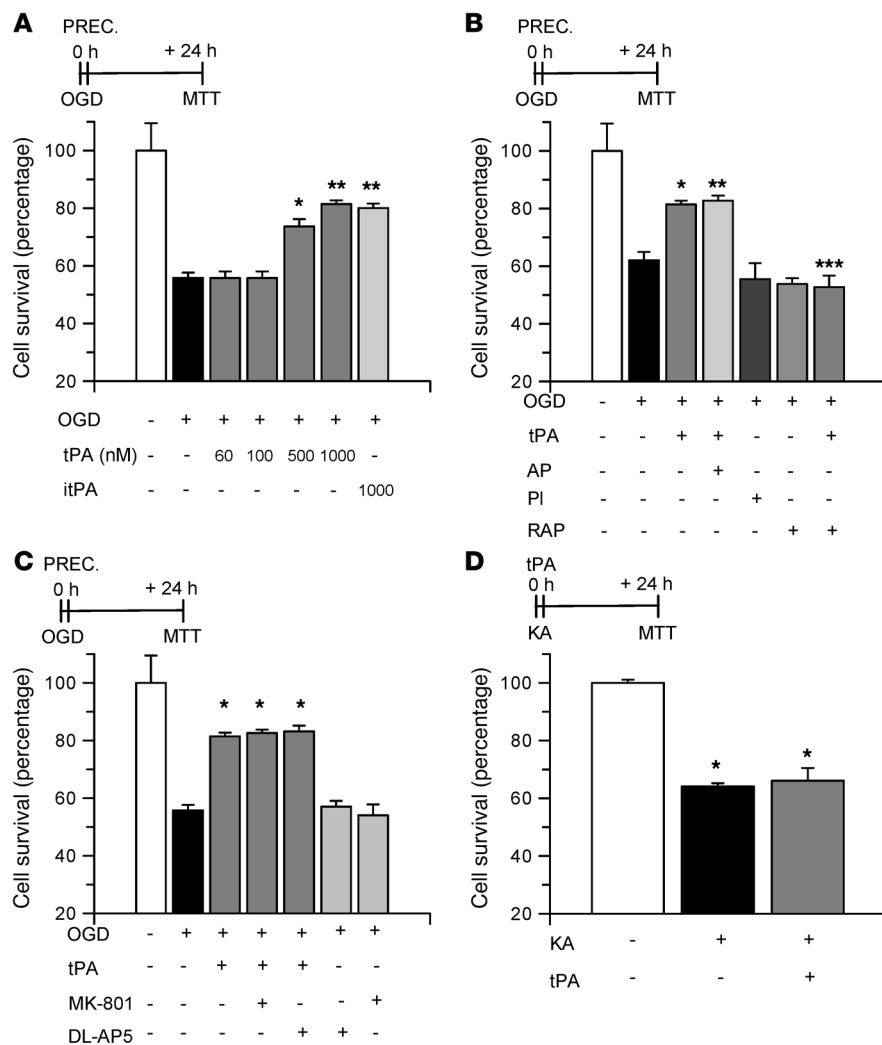 A
PREC.
0 h + 24 h
OGD MTT
Cell survival (percentage)
100
80
60
40
20
* ** **
OGD - + + + + + +
tPA (nM) - - 60 100 500 1000 -
itPA - - - - - - 1000
B
PREC.
0 h + 24 h
OGD MTT
Cell survival (percentage)
100
80
60
40
20
* ** ***
OGD - + + + + + +
tPA - - + + - - +
AP - - - + - - -
PI - - - - + - -
RAP - - - - - + +
C
PREC.
0 h + 24 h
OGD MTT
Cell survival (percentage)
100
80
60
40
20
* * *
OGD - + + + + + +
tPA - - + + + - -
MK-801 - - - + - - +
DL-AP5 - - - - + + -
D
tPA
0 h + 24 h
KA MTT
Cell survival (percentage)
100
80
60
40
20
* *
KA - + +
tPA - - +